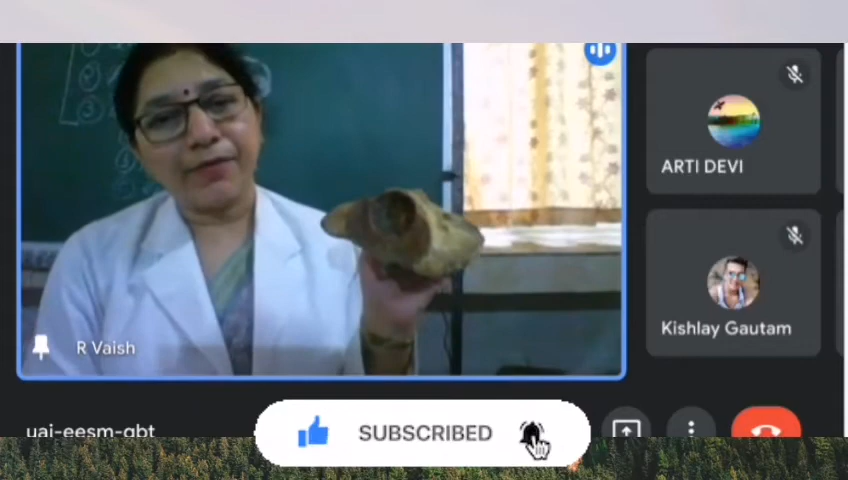 ARTI DEVI
Kishlay Gautam
R Vaish
uai-eesm-gbt
SUBSCRIBED